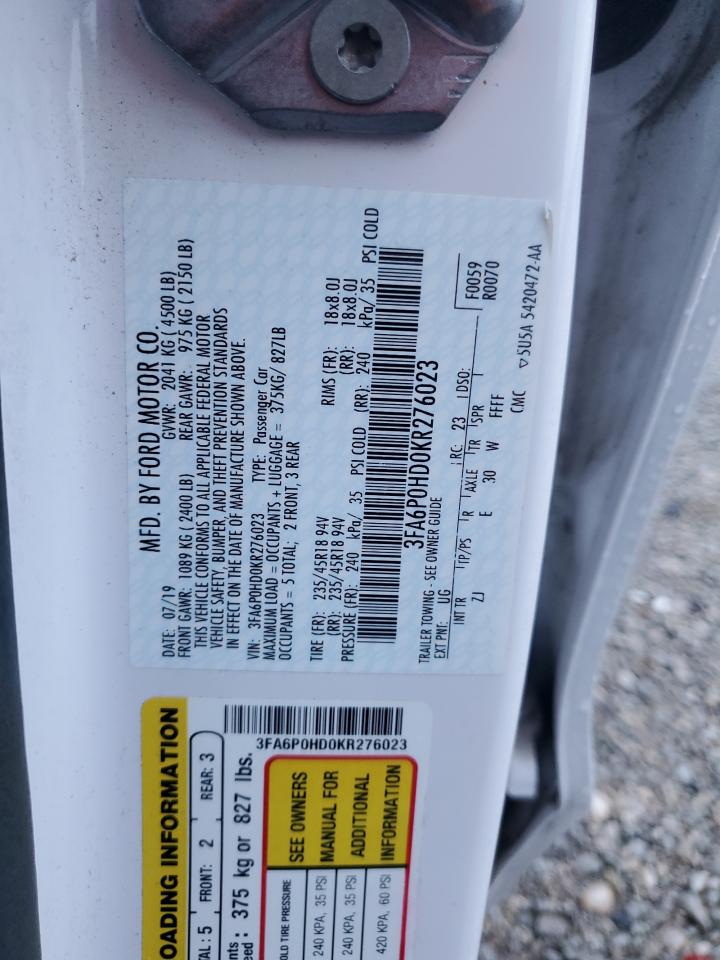 MFD. BY FORD MOTOR CO.
DATE: 07/19 GVWR: 2041 KG ( 4500 LB)
FRONT GAWR: 1089 KG ( 2400 LB) REAR GAWR: 975 KG ( 2150 LB)
THIS VEHICLE CONFORMS TO ALL APPLICABLE FEDERAL MOTOR
VEHICLE SAFETY, BUMPER, AND THEFT PREVENTION STANDARDS
IN EFFECT ON THE DATE OF MANUFACTURE SHOWN ABOVE.
VIN: 3FA6P0HD0KR276023 TYPE: Passenger Car
MAXIMUM LOAD = OCCUPANTS + LUGGAGE = 375KG/ 827LB
OCCUPANTS = 5 TOTAL; 2 FRONT, 3 REAR
TIRE (FR): 235/45R18 94V RIMS (FR): 18x8.0J
(RR): 235/45R18 94V (RR): 18x8.0J
PRESSURE (FR): 240 kPa/ 35 PSI COLD (RR): 240 kPa/ 35 PSI COLD
3FA6P0HD0KR276023
TRAILER TOWING - SEE OWNER GUIDE
EXT PNT: UG RC: 23 DSO: F0059
R0070
INT TR TP/PS R AXLE TR SPR
ZJ E 30 W FFFF
CMC
5U5A 5420472-AA
LOADING INFORMATION
3FA6P0HD0KR276023
TAL: 5 FRONT: 2 REAR: 3
nts
eed : 375 kg or 827 lbs.
OLD TIRE PRESSURE
240 KPA, 35 PSI
240 KPA, 35 PSI
420 KPA, 60 PSI
SEE OWNERS
MANUAL FOR
ADDITIONAL
INFORMATION